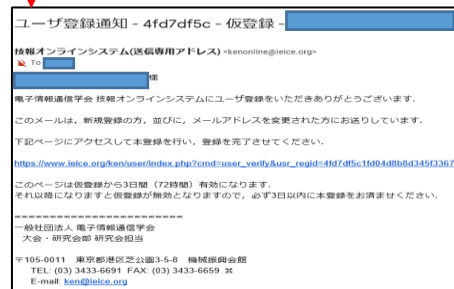 ユーザ登録通知 - 4fd7df5c - 仮登録 -
技報オンラインシステム(送信専用アドレス) <kenonline@ieice.org>
To
様
電子情報通信学会 技報オンラインシステムにユーザ登録をいただきありがとうございます．
このメールは，新規登録の方，並びに，メールアドレスを変更された方にお送りしています．
下記ページにアクセスして本登録を行い，登録を完了させてください．
https://www.ieice.org/ken/user/index.php?cmd=user_verify&usr_regid=4fd7df5c1fd04d8b8d345f3367
このページは仮登録から3日間（72時間）有効になります．
それ以降になりますと仮登録が無効となりますので，必ず3日以内に本登録をお済ませください．
========================
一般社団法人 電子情報通信学会
大会・研究会部 研究会担当
〒105-0011　東京都港区芝公園3-5-8　機械振興会館
TEL: (03) 3433-6691 FAX: (03) 3433-6659
E-mail: ken@ieice.org